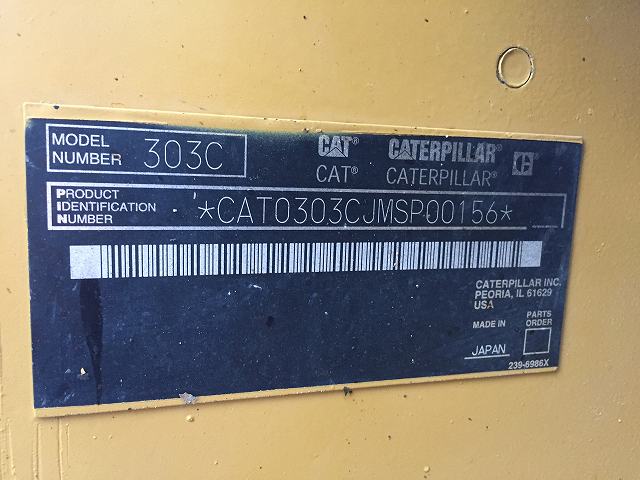 MODEL
NUMBER
303C
CAT® CATERPILLAR® C
CAT® CATERPILLAR®
PRODUCT
IDENTIFICATION
NUMBER
*CAT0303CJMSP00156*
CATERPILLAR INC.
PEORIA, IL 61629
USA
MADE IN
JAPAN
PARTS
ORDER
239-6986X